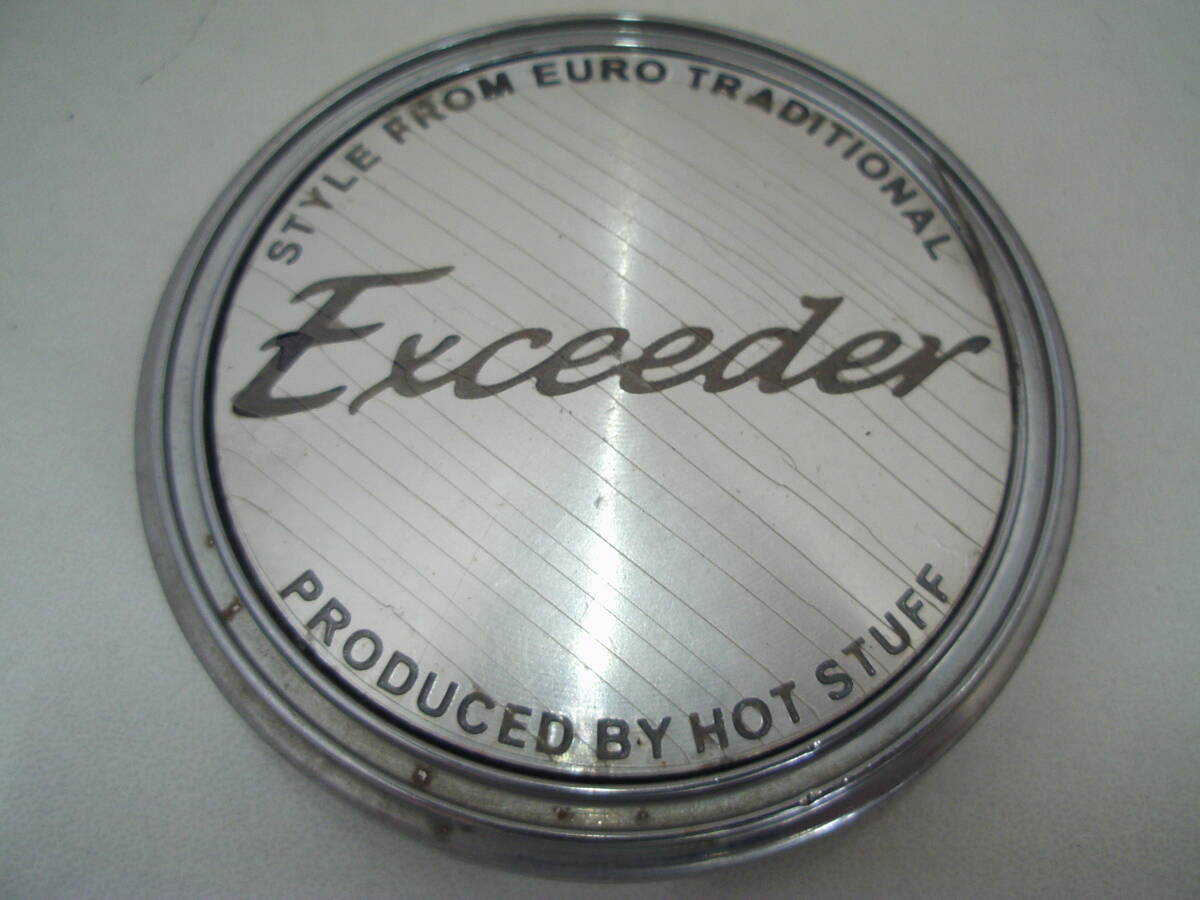 STYLE FROM EURO TRADITIONAL
Exceeder
PRODUCED BY HOT STUFF